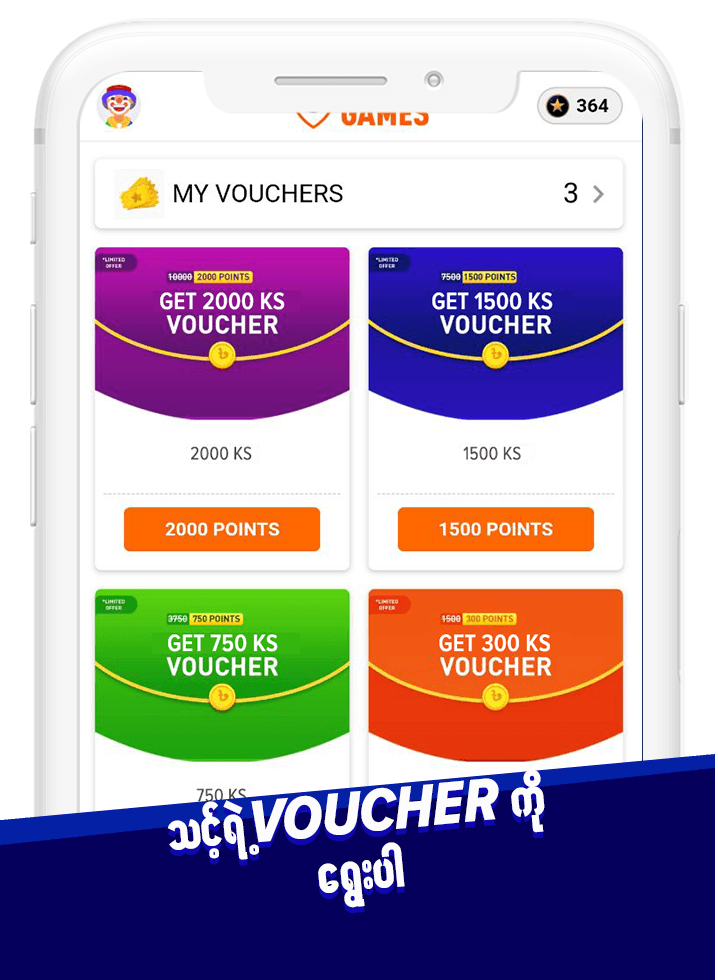 GAMES
364
MY VOUCHERS
3
*LIMITED
OFFER
10000 2000 POINTS
GET 2000 KS
VOUCHER
2000 KS
2000 POINTS
*LIMITED
OFFER
7500 1500 POINTS
GET 1500 KS
VOUCHER
1500 KS
1500 POINTS
*LIMITED
OFFER
3750 750 POINTS
GET 750 KS
VOUCHER
750 KS
*LIMITED
OFFER
1500 300 POINTS
GET 300 KS
VOUCHER
သင့်ရဲ့ VOUCHER ကို
ရွေးပါ